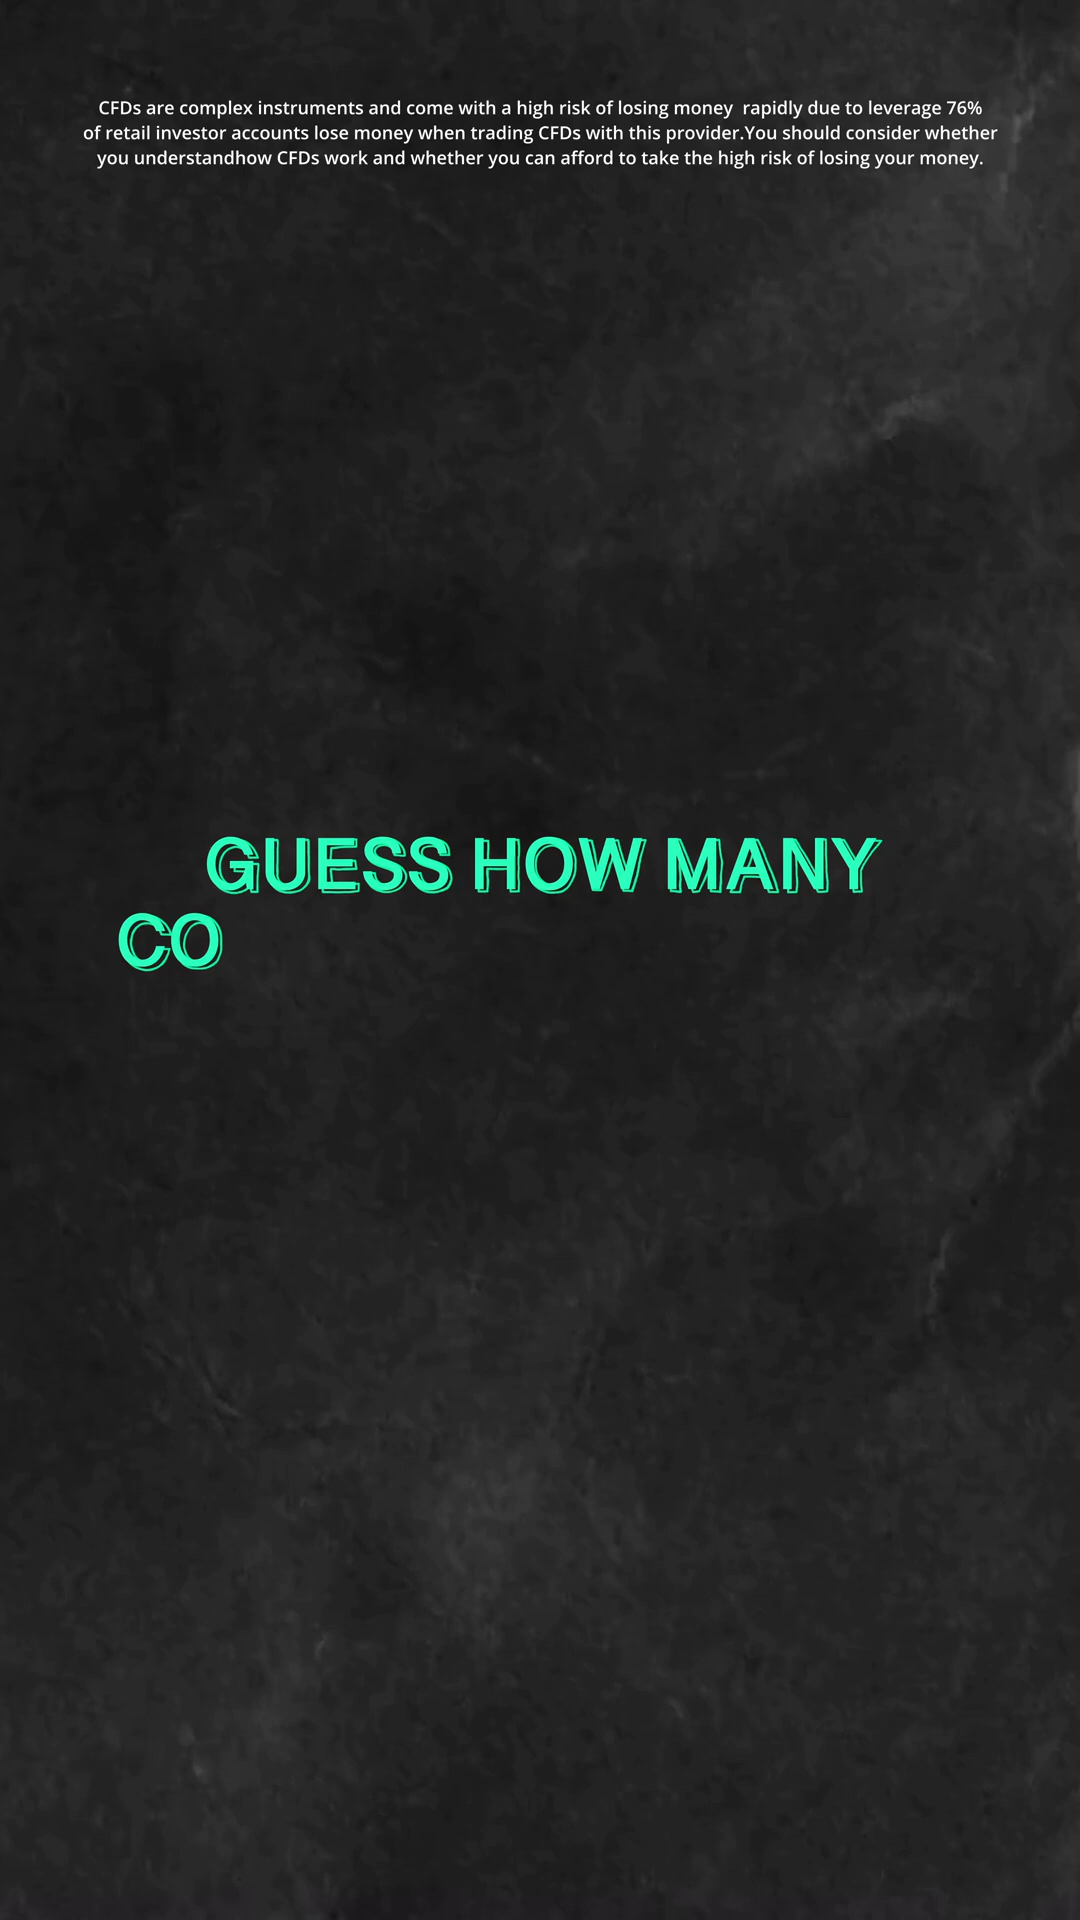 CFDs are complex instruments and come with a high risk of losing money  rapidly due to leverage 76%
of retail investor accounts lose money when trading CFDs with this provider.You should consider whether
you understandhow CFDs work and whether you can afford to take the high risk of losing your money.
GUESS HOW MANY
CO